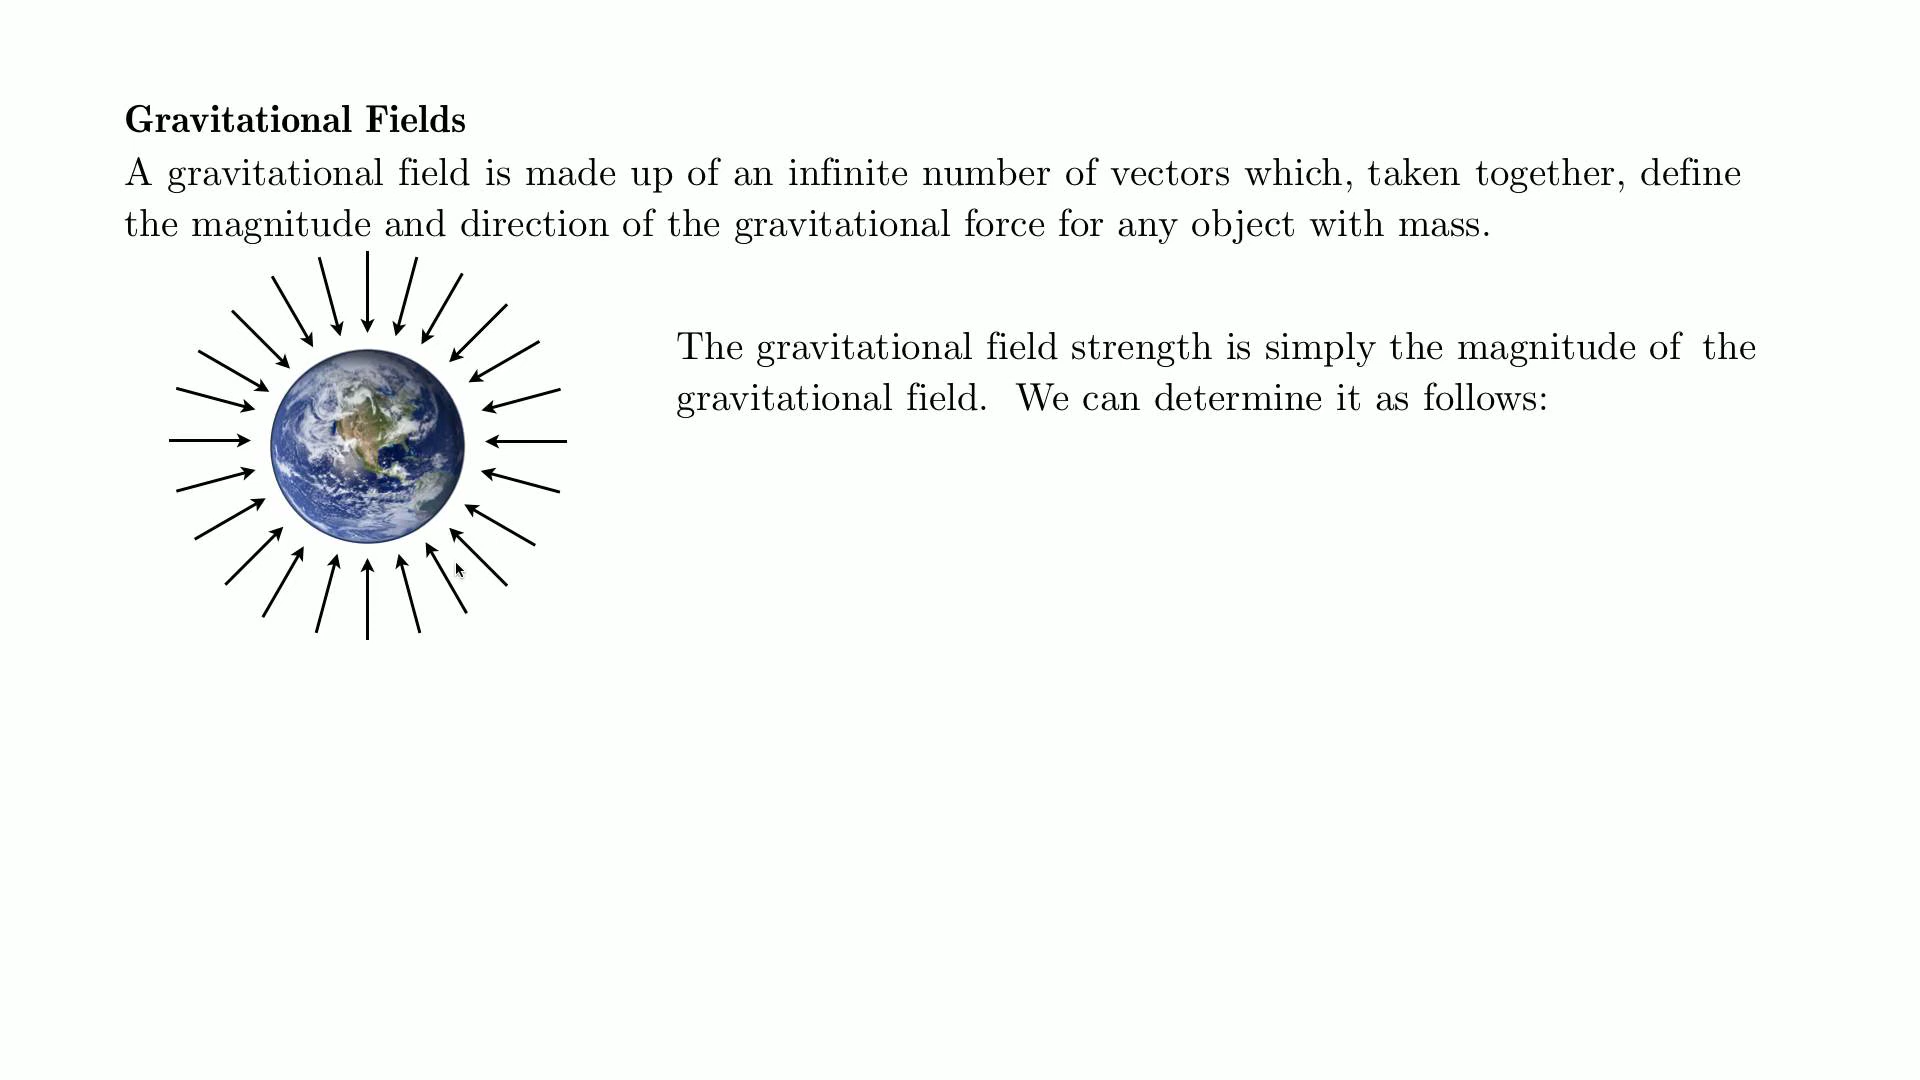 Gravitational Fields
A gravitational field is made up of an infinite number of vectors which, taken together, define
the magnitude and direction of the gravitational force for any object with mass.
The gravitational field strength is simply the magnitude of the
gravitational field. We can determine it as follows: